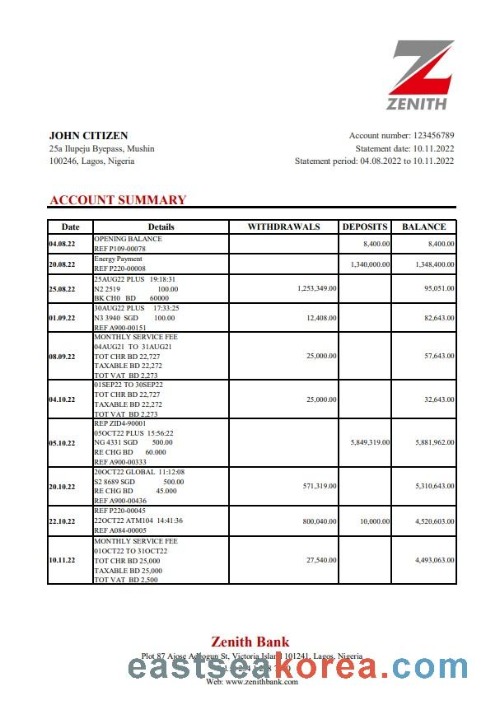 ZENITH
JOHN CITIZEN
25a Ilupeju Byepass, Mushin
100246, Lagos, Nigeria
Account number: 123456789
Statement date: 10.11.2022
Statement period: 04.08.2022 to 10.11.2022
ACCOUNT SUMMARY
Date Details WITHDRAWALS DEPOSITS BALANCE
04.08.22 OPENING BALANCE 8,400.00 8,400.00
REF P109-00078
20.08.22 Energy Payment 1,340,000.00 1,348,400.00
REF P220-00008
25AUG22 PLUS 19:18:31
25.08.22 N2 2519 100.00 1,253,349.00 95,051.00
BK CH0 BD 60000
30AUG22 PLUS 17:33:25
01.09.22 N3 3940 SGD 100.00 12,408.00 82,643.00
REF A900-00151
MONTHLY SERVICE FEE
04AUG21 TO 31AUG21
08.09.22 TOT CHR BD 22,727 25,000.00 57,643.00
TAXABLE BD 22,272
TOT VAT BD 2,273
01SEP22 TO 30SEP22
04.10.22 TOT CHR BD 22,727 25,000.00 32,643.00
TAXABLE BD 22,272
TOT VAT BD 2,273
REP ZID4-90001
05OCT22 PLUS 15:56:22
05.10.22 NG 4331 SGD 500.00 5,849,319.00 5,881,962.00
RE CHG BD 60.000
REF A900-00333
20OCT22 GLOBAL 11:12:08
20.10.22 S2 8689 SGD 500.00 571,319.00 5,310,643.00
RE CHG BD 45.000
REF A900-00436
REF P220-00045
22.10.22 22OCT22 ATM104 14:41:36 800,040.00 10,000.00 4,520,603.00
REF A084-00005
MONTHLY SERVICE FEE
01OCT22 TO 31OCT22
10.11.22 TOT CHR BD 25,000 27,540.00 4,493,063.00
TAXABLE BD 25,000
TOT VAT BD 2,500
Zenith Bank
Plot 87 Ajose Adeogun St, Victoria Island 101241, Lagos, Nigeria
eastseakorea.com
Web: www.zenithbank.com